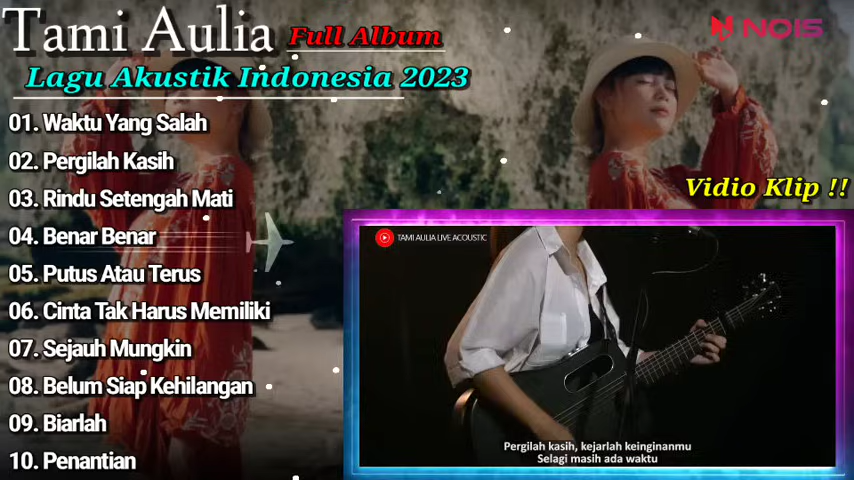 Tami Aulia Full Album
NOIS
Lagu Akustik Indonesia 2023
01. Waktu Yang Salah
02. Pergilah Kasih
03. Rindu Setengah Mati
04. Benar Benar
05. Putus Atau Terus
06. Cinta Tak Harus Memiliki
07. Sejauh Mungkin
08. Belum Siap Kehilangan
09. Biarlah
10. Penantian
Vidio Klip !!
TAMI AULIA LIVE ACOUSTIC
Pergilah kasih, kejarlah keinginanmu
Selagi masih ada waktu